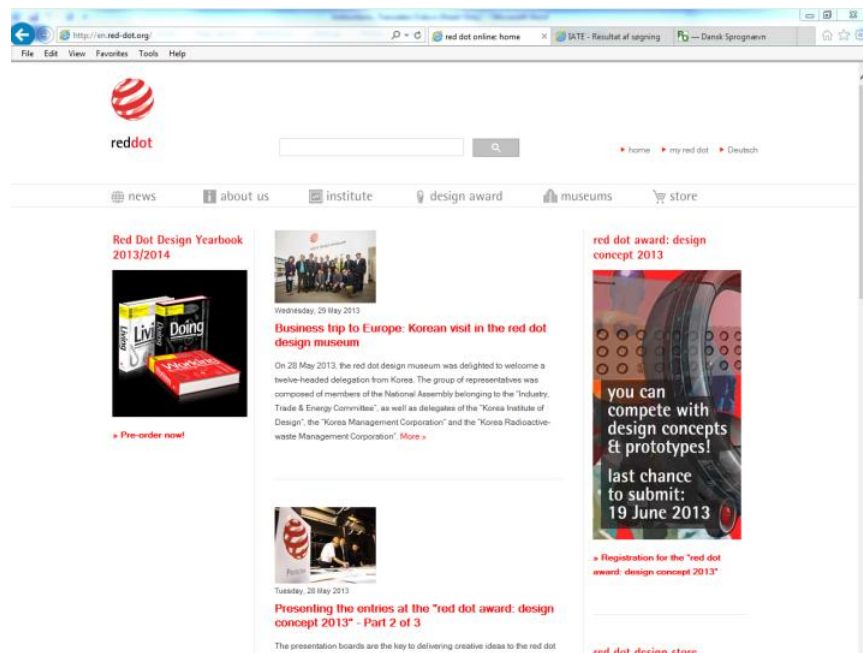 http://en.red-dot.org/
red dot online: home
IATE - Resultat af søgning
— Dansk Sprognævn
File Edit View Favorites Tools Help
reddot
home my red dot Deutsch
news about us institute design award museums store
Red Dot Design Yearbook
2013/2014
Living
Livi
Doing
Doing
Working
» Pre-order now!
Wednesday, 29 May 2013
Business trip to Europe: Korean visit in the red dot
design museum
On 28 May 2013, the red dot design museum was delighted to welcome a
twelve-headed delegation from Korea. The group of representatives was
composed of members of the National Assembly belonging to the "Industry,
Trade & Energy Committee", as well as delegates of the "Korea Institute of
Design", the "Korea Management Corporation" and the "Korea Radioactive-
waste Management Corporation". More »
Tuesday, 28 May 2013
Presenting the entries at the "red dot award: design
concept 2013" - Part 2 of 3
The presentation boards are the key to delivering creative ideas to the red dot
red dot award: design
concept 2013
you can
compete with
design concepts
& prototypes!
last chance
to submit:
19 June 2013
» Registration for the "red dot
award: design concept 2013"
red dot design store